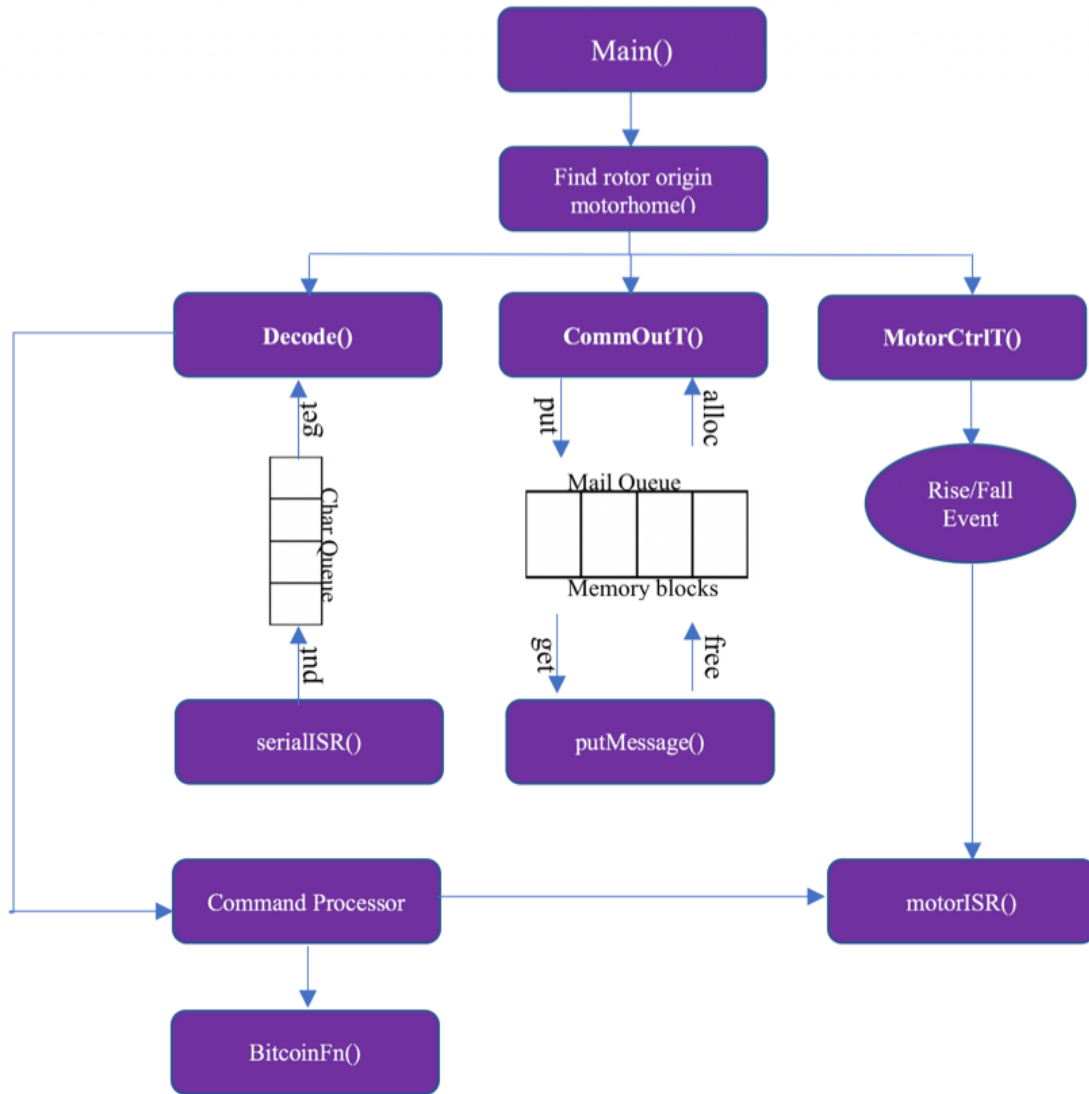 Main()
Find rotor origin
motorhome()
Decode()
CommOutT()
MotorCtrlT()
get
put
alloc
Char Queue
Mail Queue
Memory blocks
Rise/Fall
Event
put
get
free
serialISR()
putMessage()
Command Processor
motorISR()
BitcoinFn()